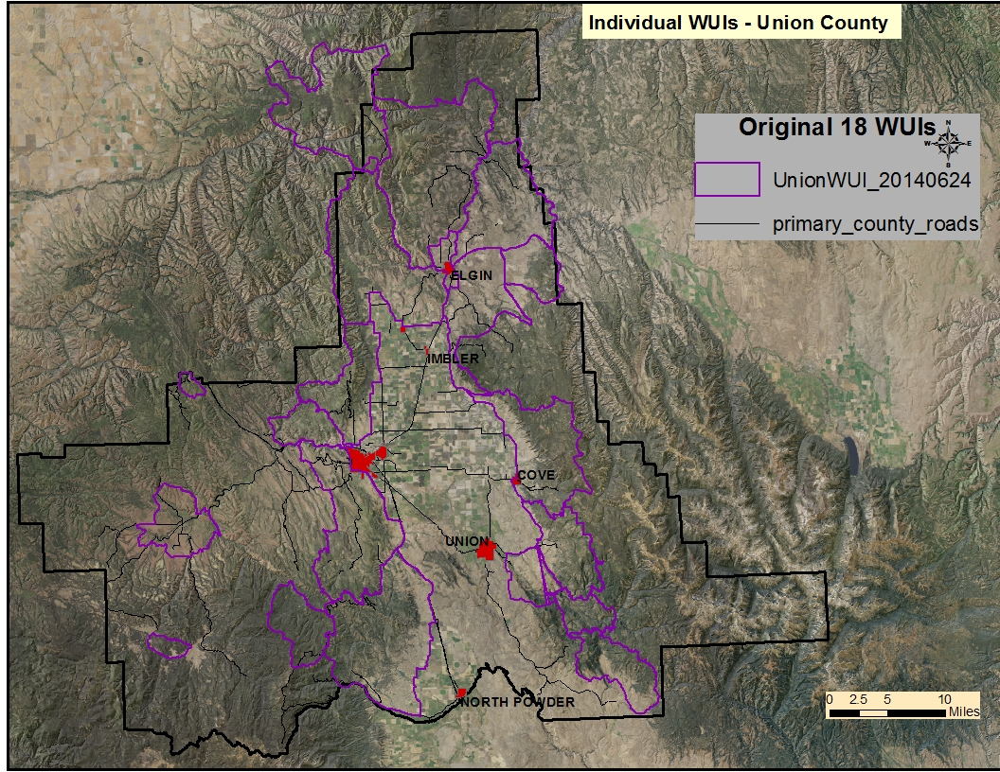 Individual WUIs - Union County
Original 18 WUIs
N
W E
S
UnionWUI_20140624
primary_county_roads
ELGIN
IMBLER
COVE
UNION
NORTH POWDER
0 2.5 5 10
Miles